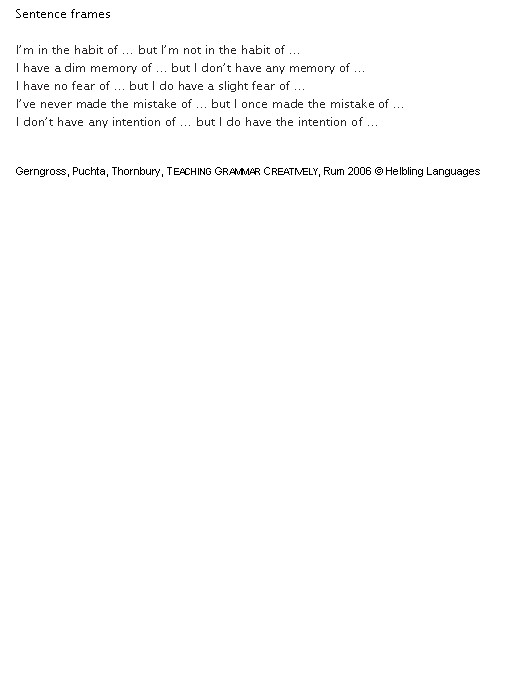 Sentence frames
I'm in the habit of … but I'm not in the habit of …
I have a dim memory of … but I don't have any memory of …
I have no fear of … but I do have a slight fear of …
I've never made the mistake of … but I once made the mistake of …
I don't have any intention of … but I do have the intention of …
Gerngross, Puchta, Thornbury, TEACHING GRAMMAR CREATIVELY, Rum 2006 © Helbling Languages